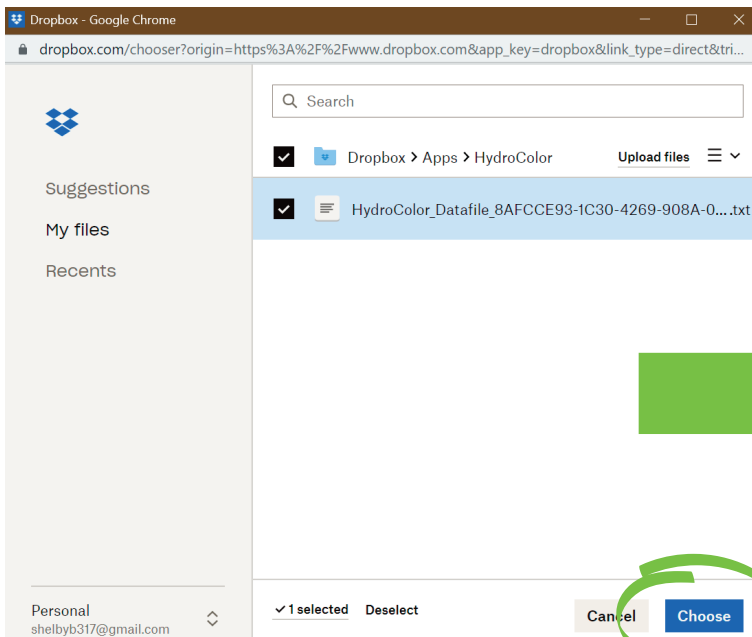 Dropbox - Google Chrome
dropbox.com/chooser?origin=https%3A%2F%2Fwww.dropbox.com&app_key=dropbox&link_type=direct&tri...
Search
Dropbox > Apps > HydroColor Upload files
Suggestions
HydroColor_Datafile_8AFCCE93-1C30-4269-908A-0... .txt
My files
Recents
Personal
shelbyb317@gmail.com
1 selected Deselect
Cancel Choose